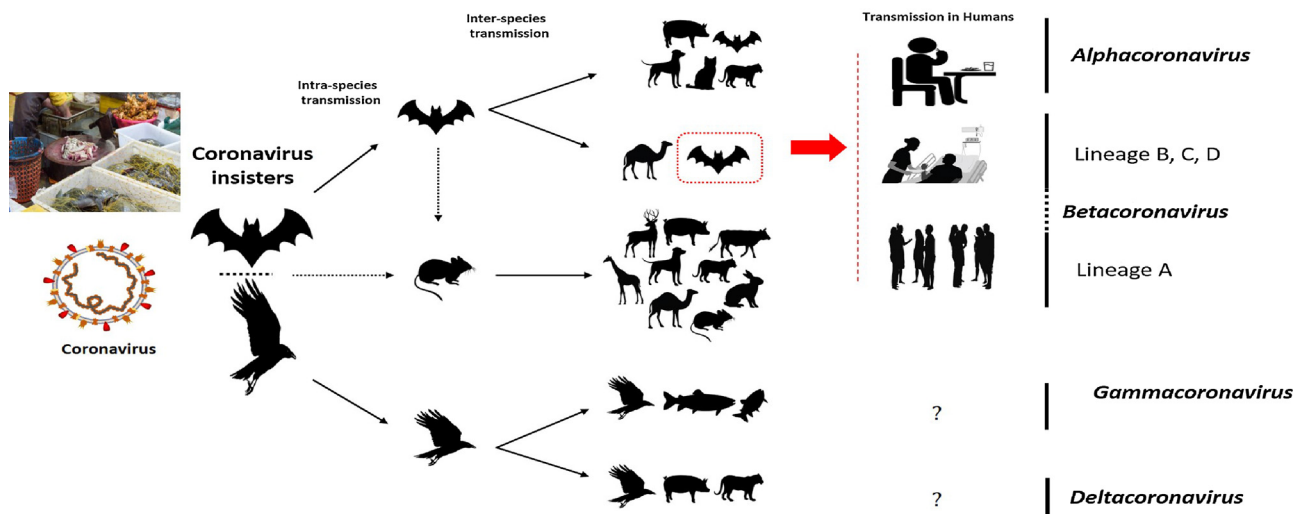 Inter-species
transmission
Transmission in Humans
Alphacoronavirus
Intra-species
transmission
Coronavirus
insisters
Lineage B, C, D
Betacoronavirus
Lineage A
Coronavirus
Gammacoronavirus
?
?
Deltacoronavirus